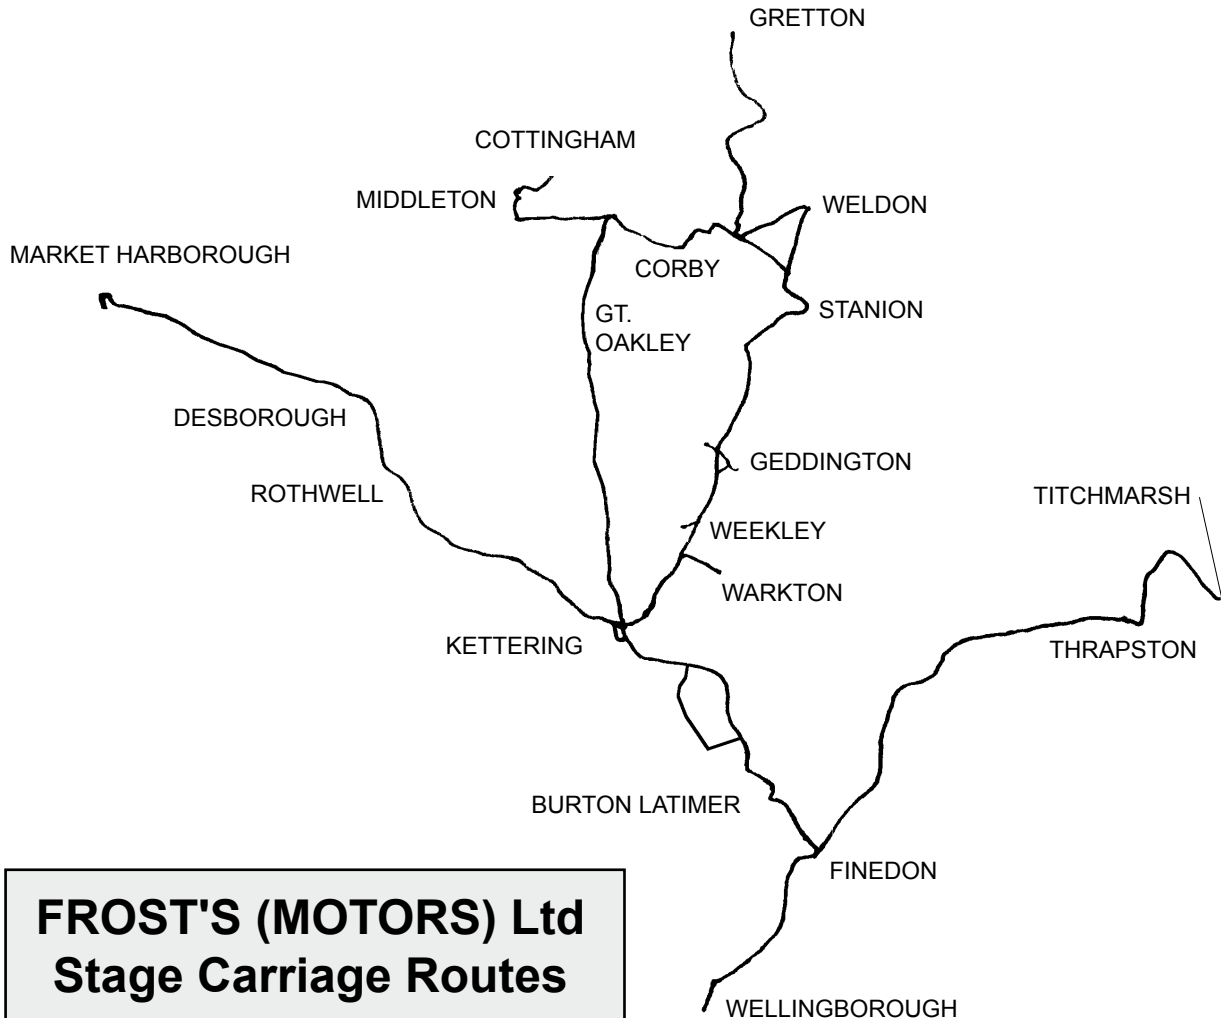 GRETTON
COTTINGHAM
MIDDLETON
WELDON
MARKET HARBOROUGH
CORBY
STANION
GT.
OAKLEY
DESBOROUGH
GEDDINGTON
ROTHWELL
TITCHMARSH
WEEKLEY
WARKTON
KETTERING
THRAPSTON
BURTON LATIMER
FINEDON
FROST'S (MOTORS) Ltd
Stage Carriage Routes
WELLINGBOROUGH